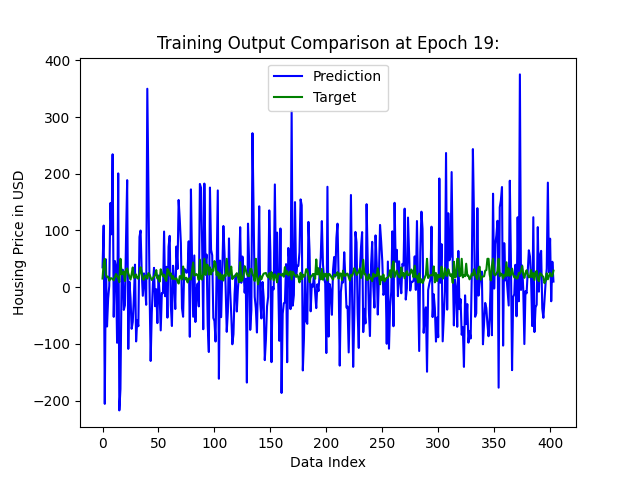 Training Output Comparison at Epoch 19:
Prediction
Target
Housing Price in USD
400
300
200
100
0
−100
−200
0 50 100 150 200 250 300 350 400
Data Index